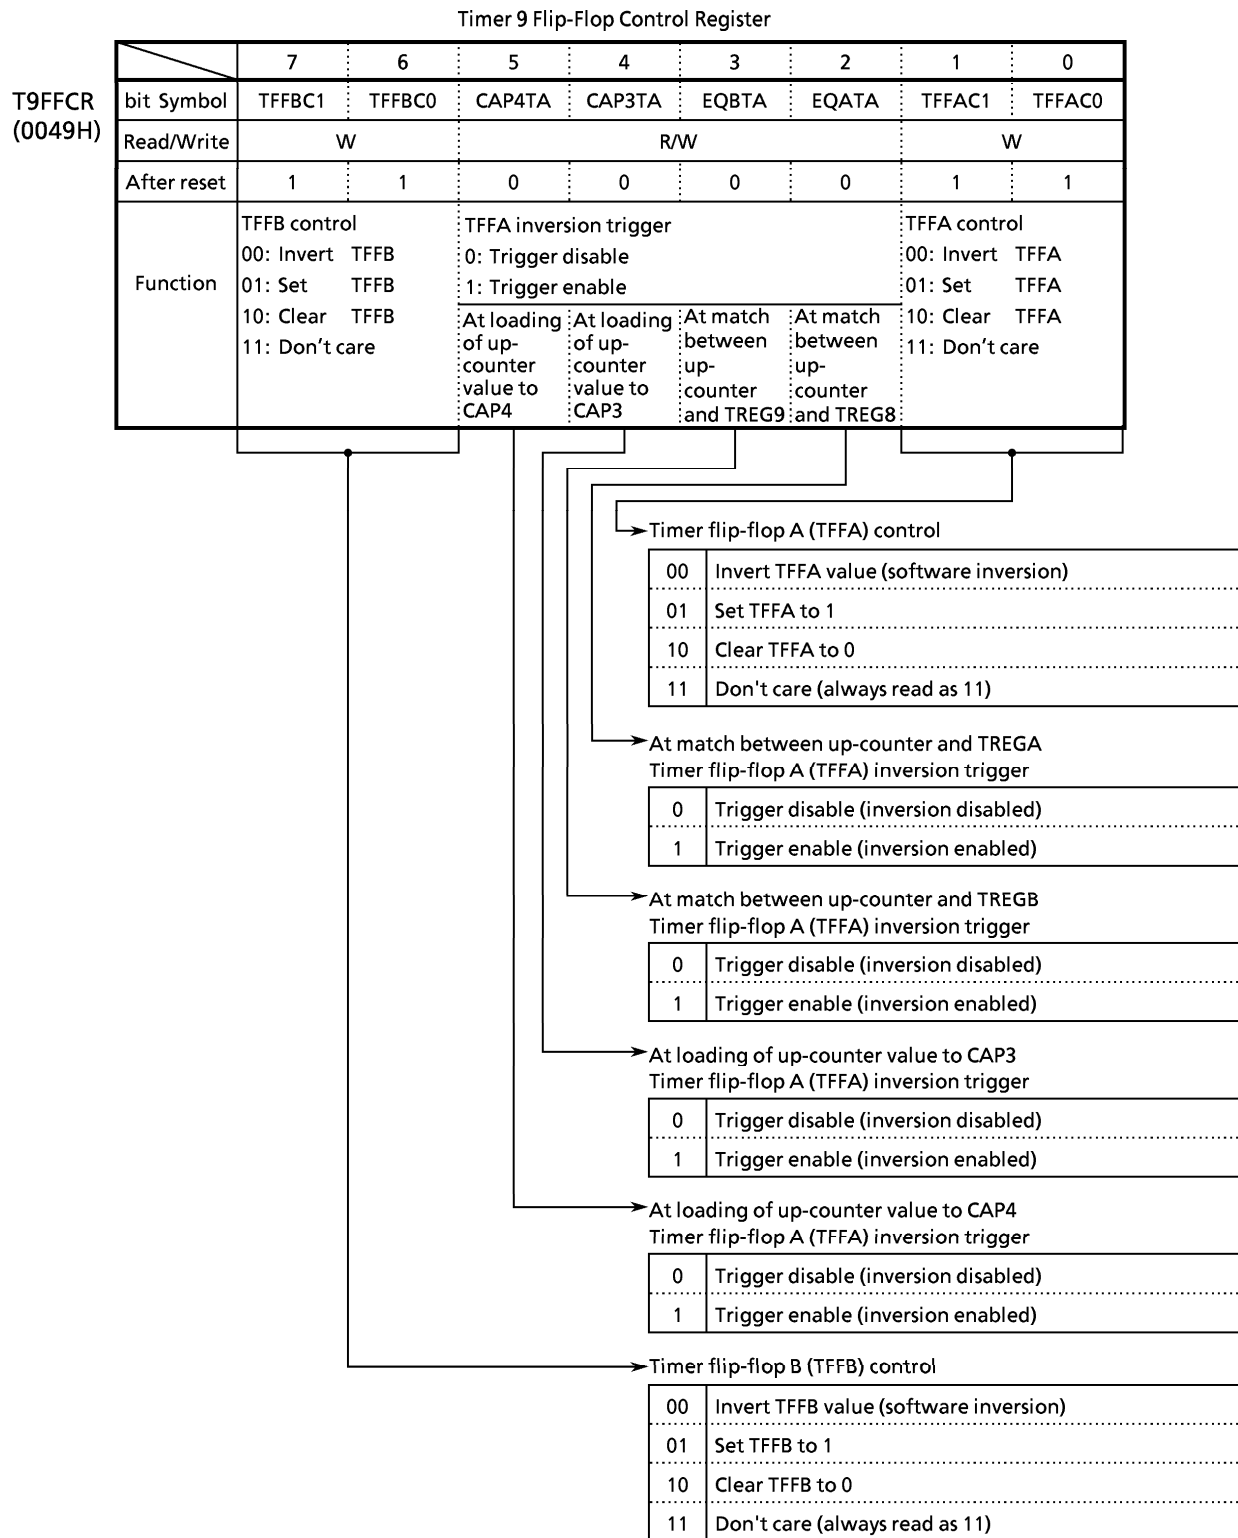 Timer 9 Flip-Flop Control Register
7 6 5 4 3 2 1 0
T9FFCR
(0049H)
bit Symbol TFFBC1 TFFBC0 CAP4TA CAP3TA EQBTA EQATA TFFAC1 TFFAC0
Read/Write W R/W W
After reset 1 1 0 0 0 0 1 1
Function
TFFB control
00: Invert TFFB
01: Set TFFB
10: Clear TFFB
11: Don't care
TFFA inversion trigger
0: Trigger disable
1: Trigger enable
At loading
of up-
counter
value to
CAP4
At loading
of up-
counter
value to
CAP3
At match
between
up-
counter
and TREG9
At match
between
up-
counter
and TREG8
TFFA control
00: Invert TFFA
01: Set TFFA
10: Clear TFFA
11: Don't care
Timer flip-flop A (TFFA) control
00 Invert TFFA value (software inversion)
01 Set TFFA to 1
10 Clear TFFA to 0
11 Don't care (always read as 11)
At match between up-counter and TREGA
Timer flip-flop A (TFFA) inversion trigger
0 Trigger disable (inversion disabled)
1 Trigger enable (inversion enabled)
At match between up-counter and TREGB
Timer flip-flop A (TFFA) inversion trigger
0 Trigger disable (inversion disabled)
1 Trigger enable (inversion enabled)
At loading of up-counter value to CAP3
Timer flip-flop A (TFFA) inversion trigger
0 Trigger disable (inversion disabled)
1 Trigger enable (inversion enabled)
At loading of up-counter value to CAP4
Timer flip-flop A (TFFA) inversion trigger
0 Trigger disable (inversion disabled)
1 Trigger enable (inversion enabled)
Timer flip-flop B (TFFB) control
00 Invert TFFB value (software inversion)
01 Set TFFB to 1
10 Clear TFFB to 0
11 Don't care (always read as 11)